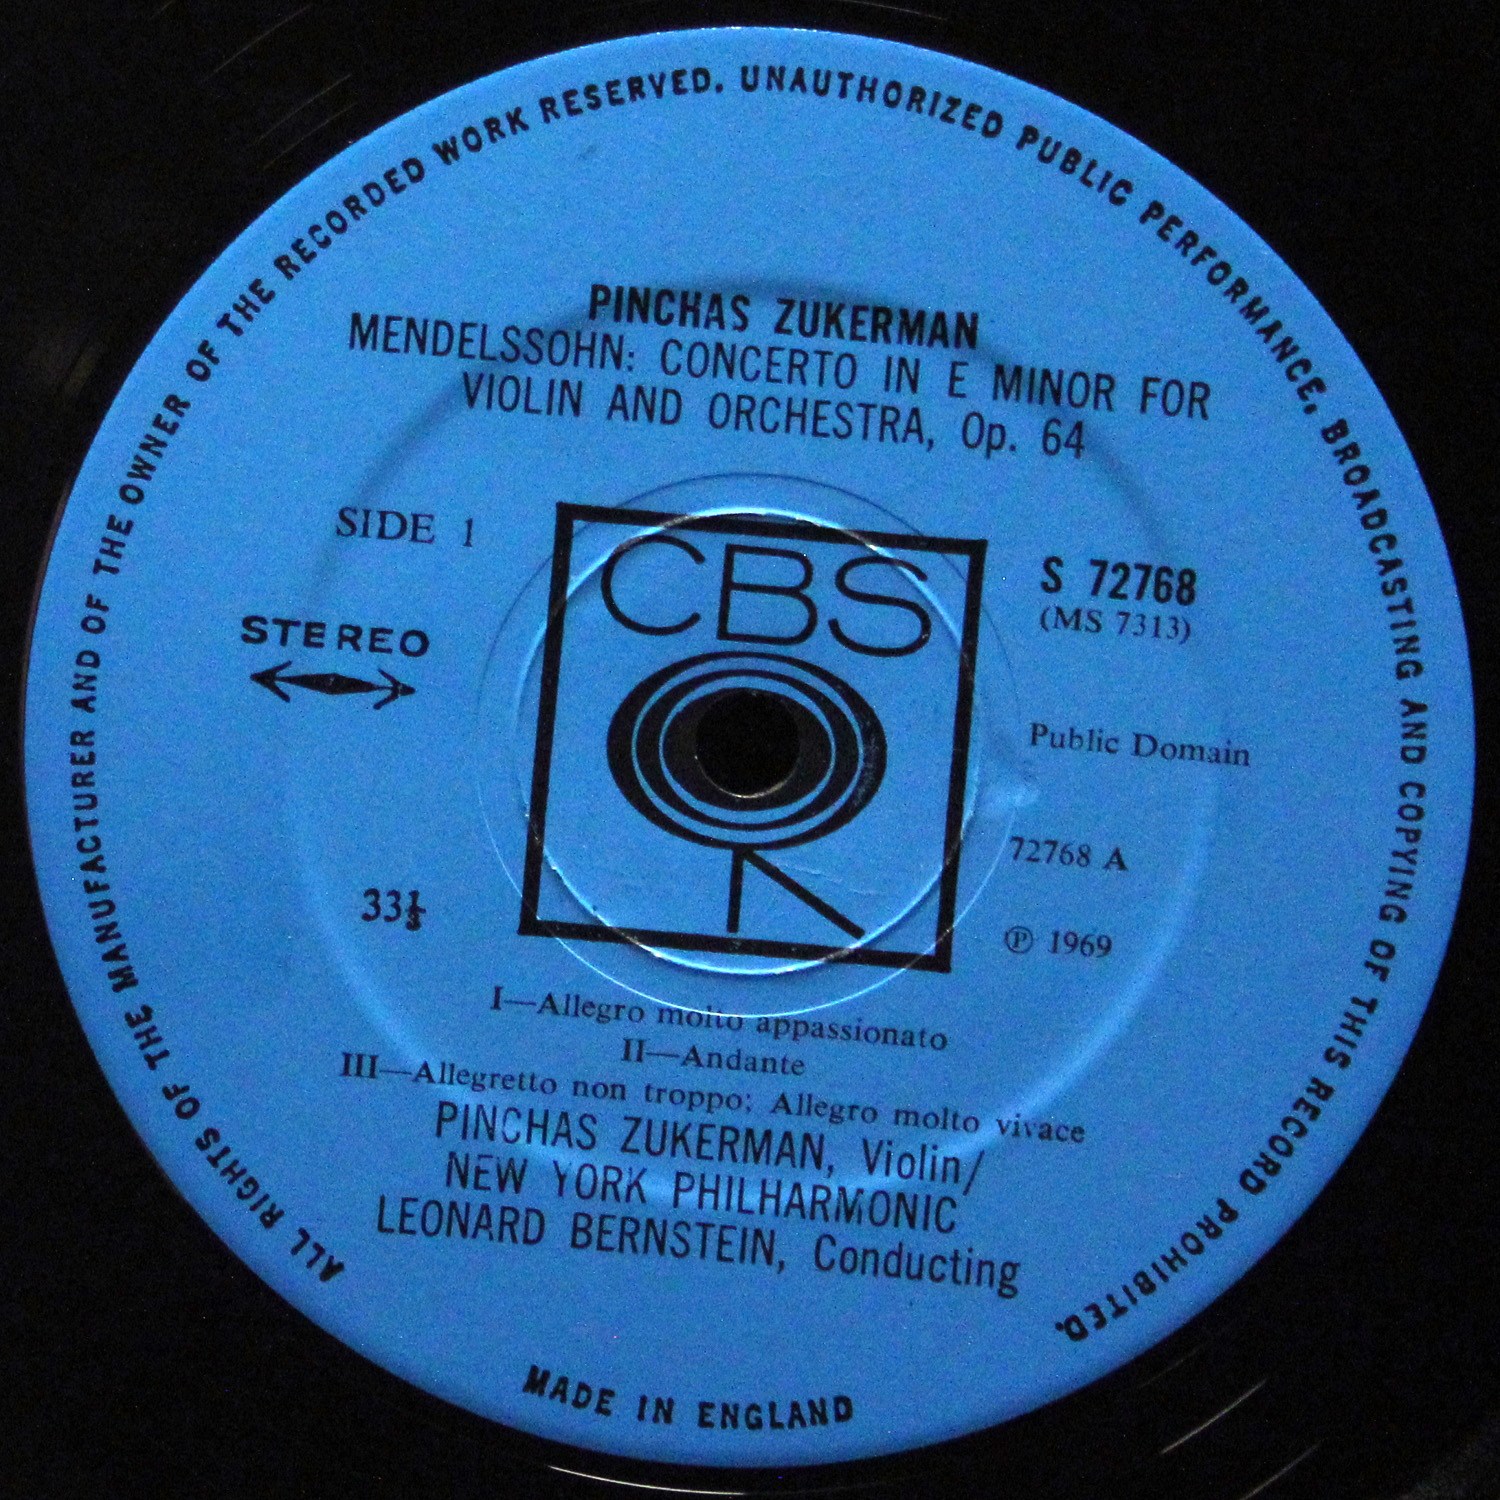 ALL RIGHTS OF THE MANUFACTURER AND OF THE OWNER OF THE RECORDED WORK RESERVED. UNAUTHORIZED PUBLIC PERFORMANCE, BROADCASTING AND COPYING OF THIS RECORD PROHIBITED.
PINCHAS ZUKERMAN
MENDELSSOHN: CONCERTO IN E MINOR FOR
VIOLIN AND ORCHESTRA, Op. 64
SIDE 1
STEREO
33⅓
CBS
S 72768
(MS 7313)
Public Domain
72768 A
℗ 1969
I—Allegro molto appassionato
II—Andante
III—Allegretto non troppo; Allegro molto vivace
PINCHAS ZUKERMAN, Violin/
NEW YORK PHILHARMONIC
LEONARD BERNSTEIN, Conducting
MADE IN ENGLAND